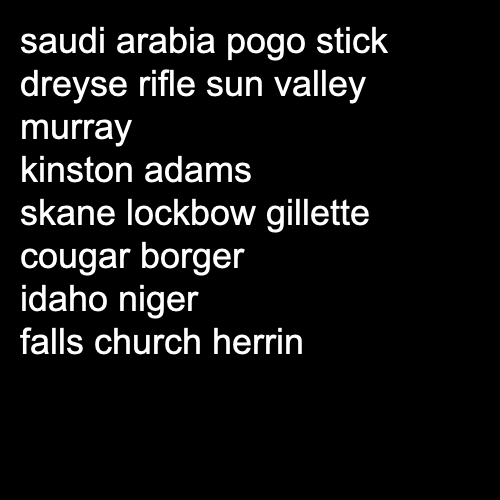 saudi arabia pogo stick
dreyse rifle sun valley
murray
kinston adams
skane lockbow gillette
cougar borger
idaho niger
falls church herrin